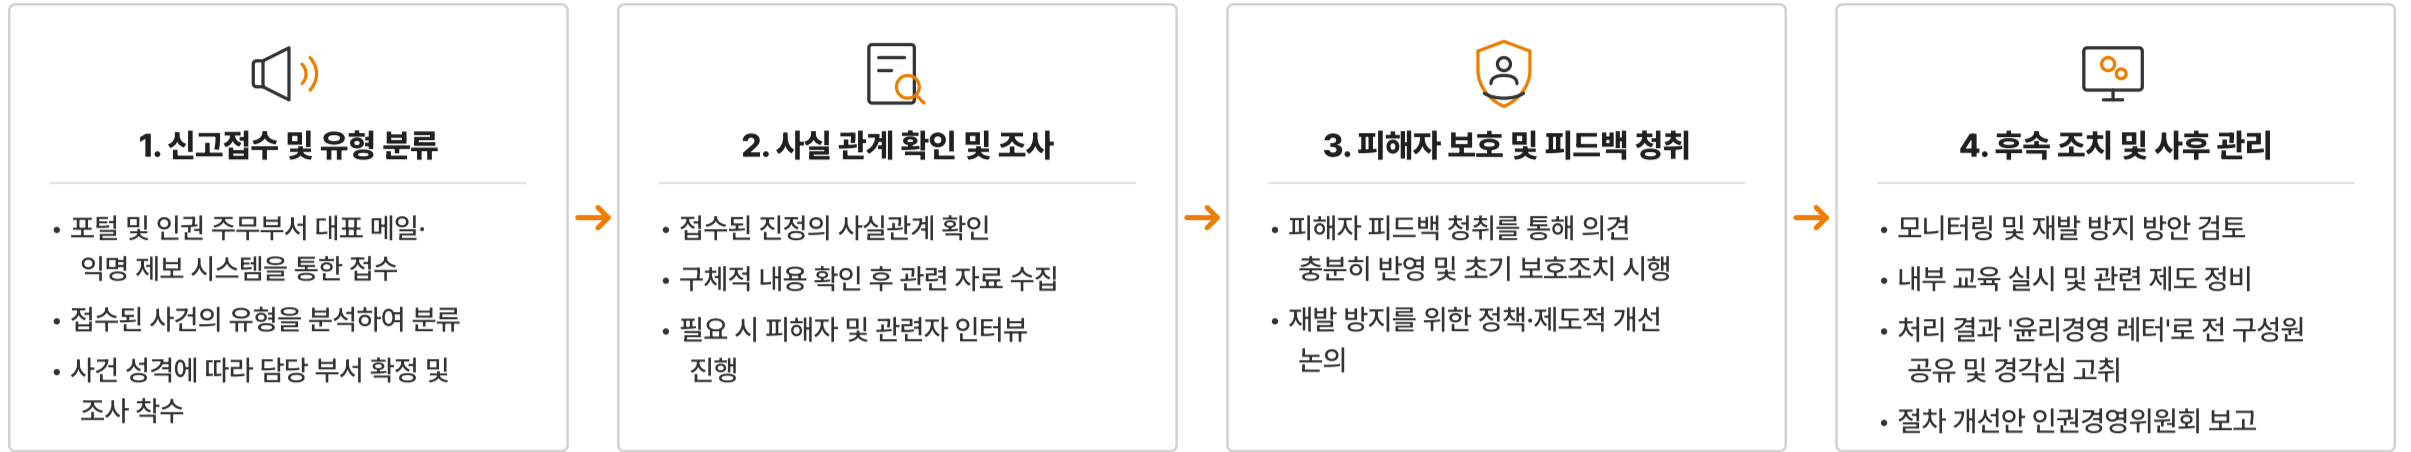 1. 신고접수 및 유형 분류
• 포털 및 인권 주무부서 대표 메일·
익명 제보 시스템을 통한 접수
• 접수된 사건의 유형을 분석하여 분류
• 사건 성격에 따라 담당 부서 확정 및
조사 착수
2. 사실 관계 확인 및 조사
• 접수된 진정의 사실관계 확인
• 구체적 내용 확인 후 관련 자료 수집
• 필요 시 피해자 및 관련자 인터뷰
진행
3. 피해자 보호 및 피드백 청취
• 피해자 피드백 청취를 통해 의견
충분히 반영 및 초기 보호조치 시행
• 재발 방지를 위한 정책·제도적 개선
논의
4. 후속 조치 및 사후 관리
• 모니터링 및 재발 방지 방안 검토
• 내부 교육 실시 및 관련 제도 정비
• 처리 결과 '윤리경영 레터'로 전 구성원
공유 및 경각심 고취
• 절차 개선안 인권경영위원회 보고